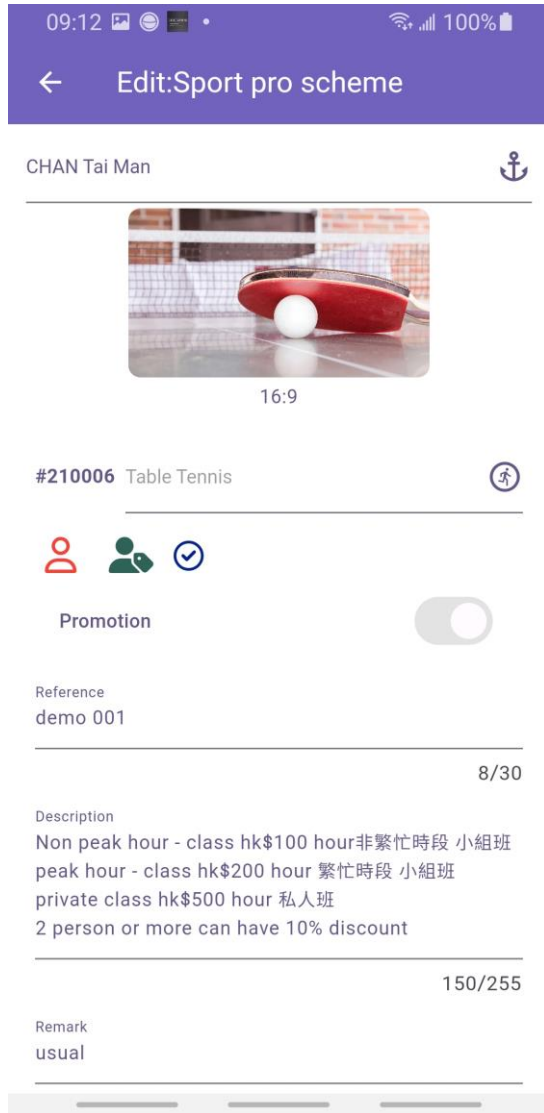 09:12 100%
Edit:Sport pro scheme
CHAN Tai Man
16:9
#210006 Table Tennis
Promotion
Reference
demo 001
8/30
Description
Non peak hour - class hk$100 hour非繁忙時段 小組班
peak hour - class hk$200 hour 繁忙時段 小組班
private class hk$500 hour 私人班
2 person or more can have 10% discount
150/255
Remark
usual